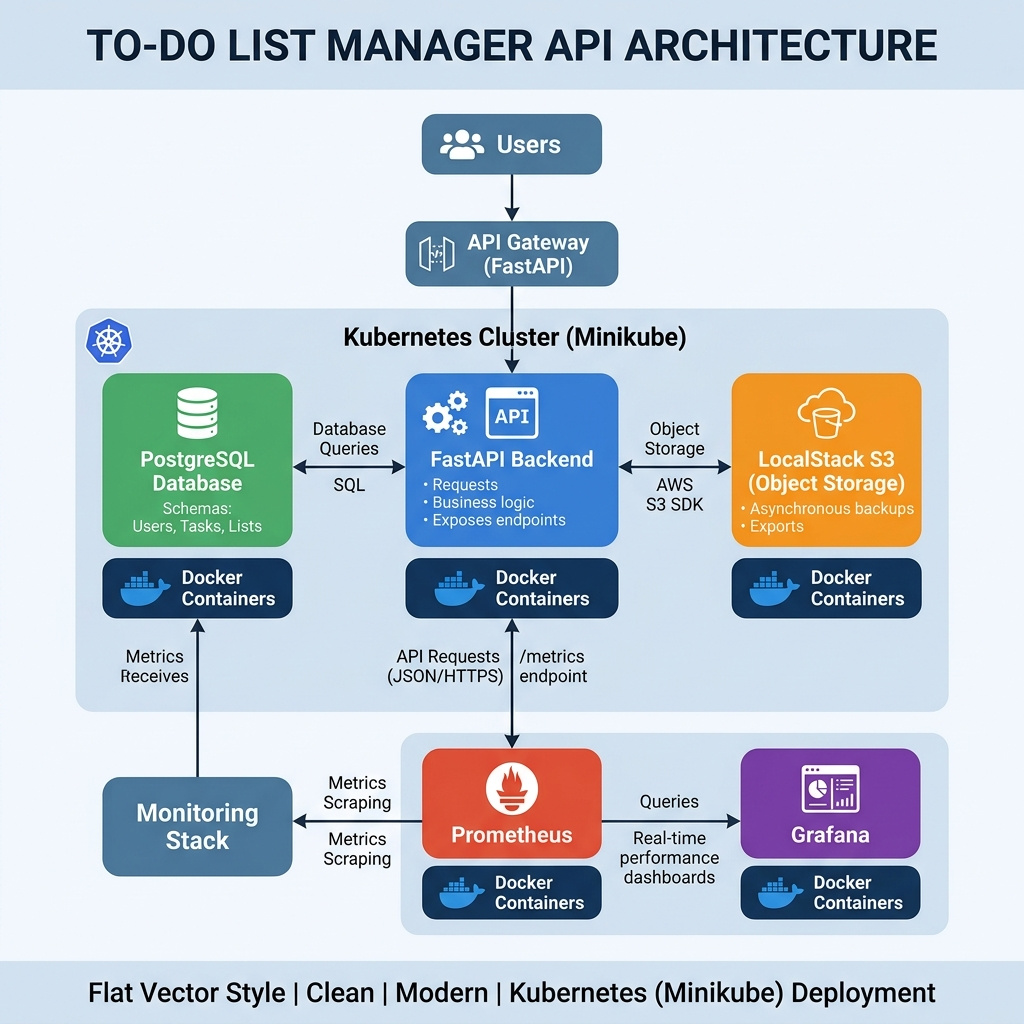 TO-DO LIST MANAGER API ARCHITECTURE
Users
API Gateway
(FastAPI)
Kubernetes Cluster (Minikube)
PostgreSQL
Database
Schemas:
Users, Tasks, Lists
Database
Queries
SQL
API
FastAPI Backend
• Requests
• Business logic
• Exposes endpoints
Object
Storage
AWS
S3 SDK
LocalStack S3
(Object Storage)
• Asynchronous backups
• Exports
Docker
Containers
Docker
Containers
Docker
Containers
Metrics
Receives
API Requests
(JSON/HTTPS)
/metrics
endpoint
Monitoring
Stack
Metrics
Scraping
Metrics
Scraping
Prometheus
Queries
Real-time
performance
dashboards
Grafana
Docker
Containers
Docker
Containers
Flat Vector Style | Clean | Modern | Kubernetes (Minikube) Deployment